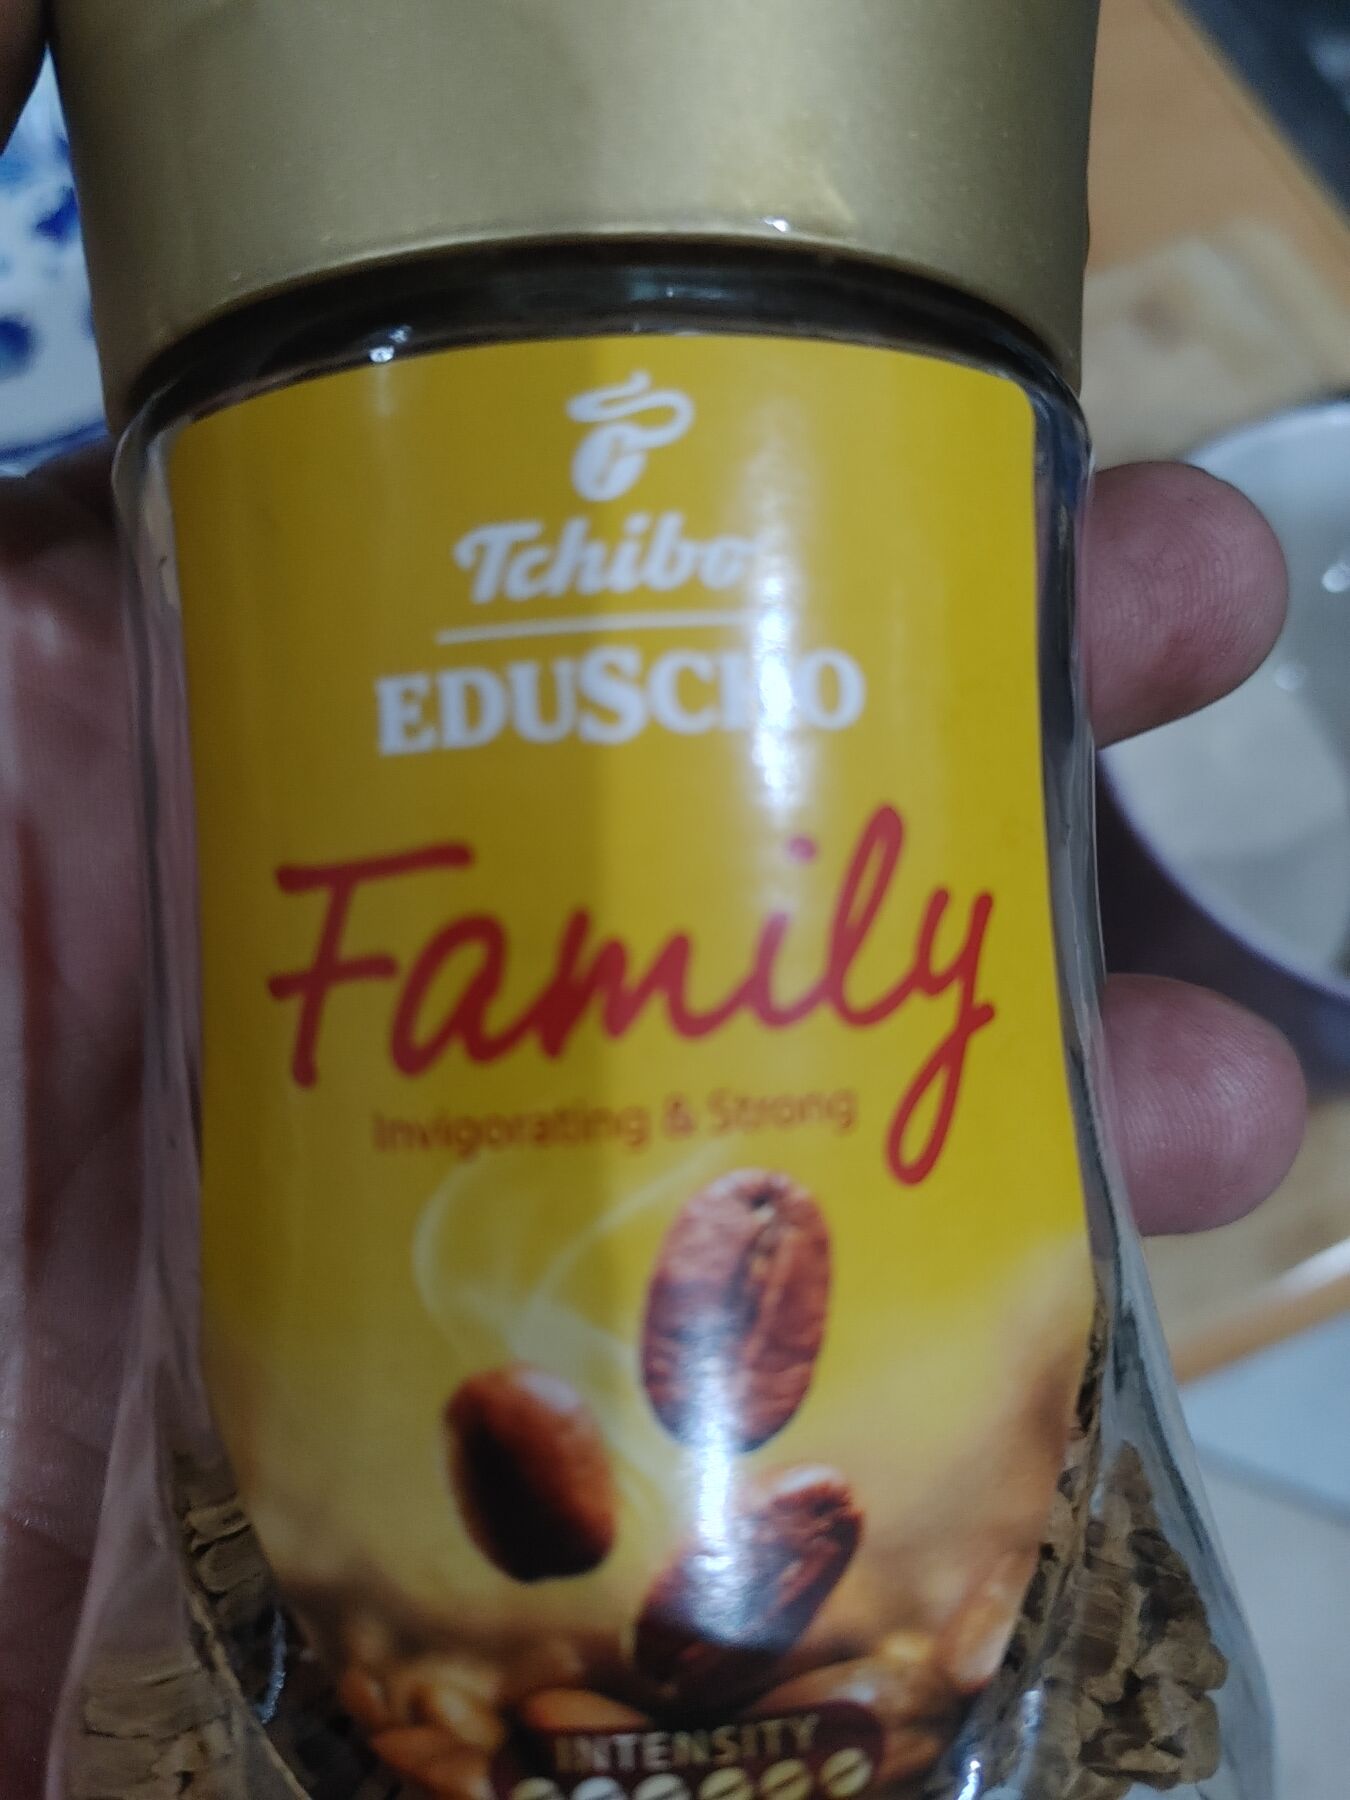 Tchibo
EDUSCHO
Family
Invigorating & Strong
INTENSITY